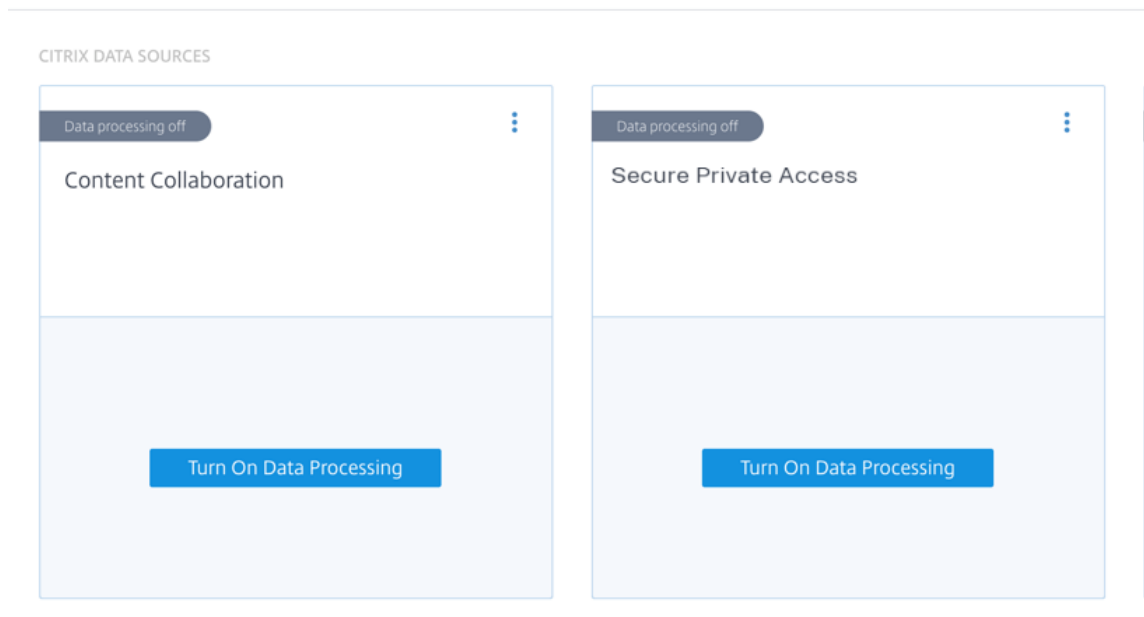 CITRIX DATA SOURCES
Data processing off
Content Collaboration
Turn On Data Processing
Data processing off
Secure Private Access
Turn On Data Processing